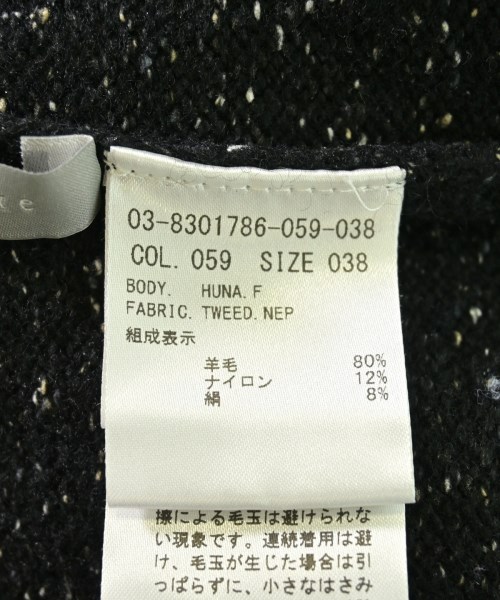 03-8301786-059-038
COL. 059 SIZE 038
BODY. HUNA.F
FABRIC. TWEED.NEP
組成表示
羊毛 80%
ナイロン 12%
絹 8%
擦による毛玉は避けられな
い現象です。連続着用は避
け、毛玉が生じた場合は引
っぱらずに、小さなはさみ